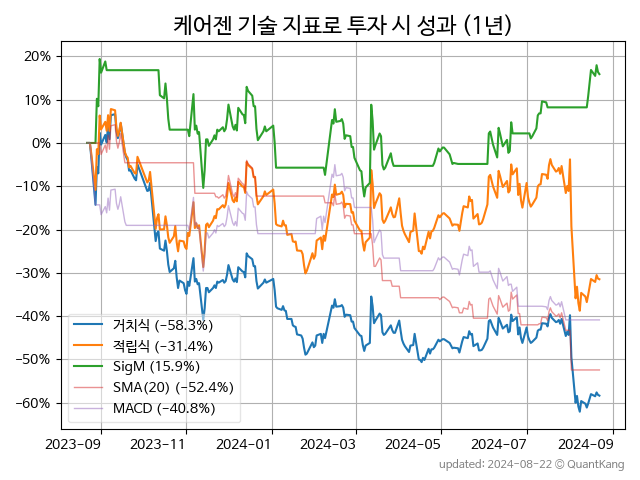 케어젠 기술 지표로 투자 시 성과 (1년)
20%
10%
0%
−10%
−20%
−30%
−40%
−50%
−60%
거치식 (−58.3%)
적립식 (−31.4%)
SigM (15.9%)
SMA(20) (−52.4%)
MACD (−40.8%)
2023-09 2023-11 2024-01 2024-03 2024-05 2024-07 2024-09
updated: 2024-08-22 © QuantKang